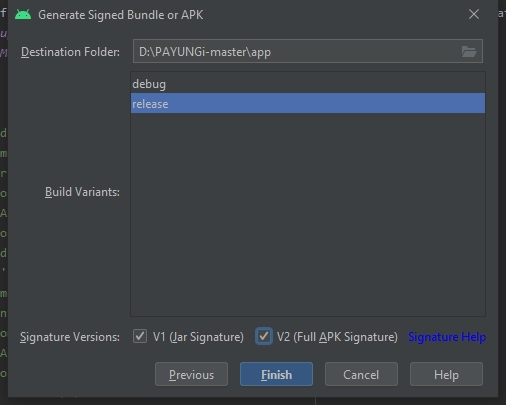 Generate Signed Bundle or APK
Destination Folder: D:\PAYUNGi-master\app
debug
release
Build Variants:
Signature Versions: V1 (Jar Signature) V2 (Full APK Signature) Signature Help
Previous Finish Cancel Help